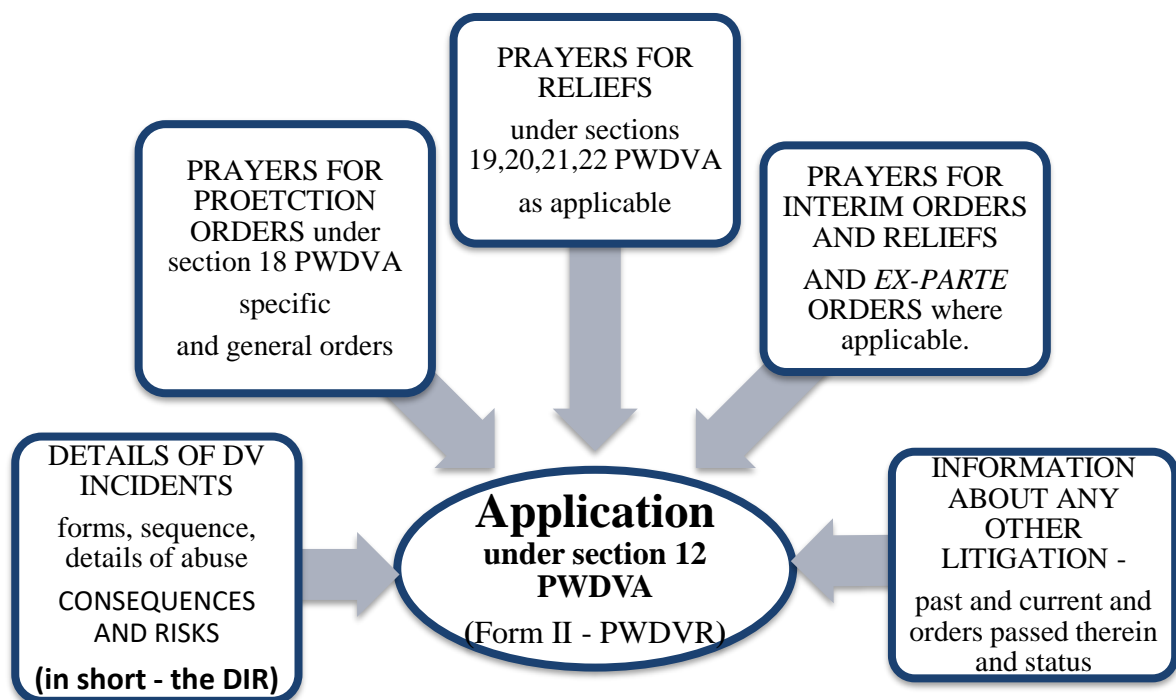 PRAYERS FOR
RELIEFS
under sections
19,20,21,22 PWDVA
as applicable
PRAYERS FOR
PROETCTION
ORDERS under
section 18 PWDVA
specific
and general orders
PRAYERS FOR
INTERIM ORDERS
AND RELIEFS
AND EX-PARTE
ORDERS where
applicable.
DETAILS OF DV
INCIDENTS
forms, sequence,
details of abuse
CONSEQUENCES
AND RISKS
(in short - the DIR)
Application
under section 12
PWDVA
(Form II - PWDVR)
INFORMATION
ABOUT ANY
OTHER
LITIGATION -
past and current and
orders passed therein
and status